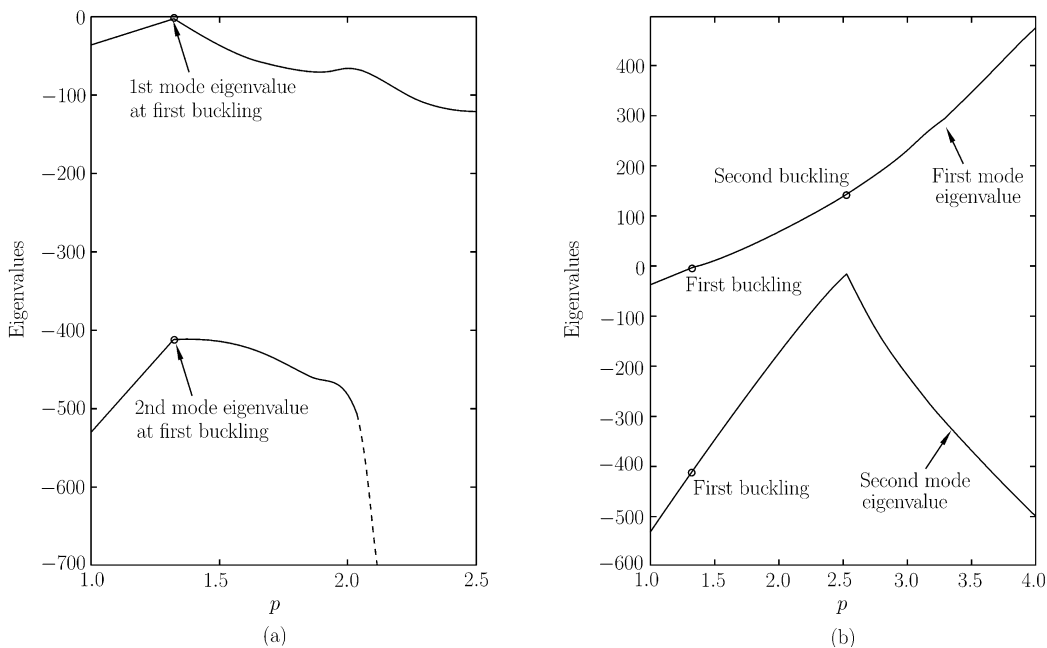 0
−100
−200
−300
−400
−500
−600
−700
Eigenvalues
1st mode eigenvalue
at first buckling
2nd mode eigenvalue
at first buckling
1.0
1.5
2.0
2.5
p
(a)
400
300
200
100
0
−100
−200
−300
−400
−500
−600
Eigenvalues
Second buckling
First mode
eigenvalue
First buckling
Second mode
eigenvalue
First buckling
1.0
1.5
2.0
2.5
3.0
3.5
4.0
p
(b)